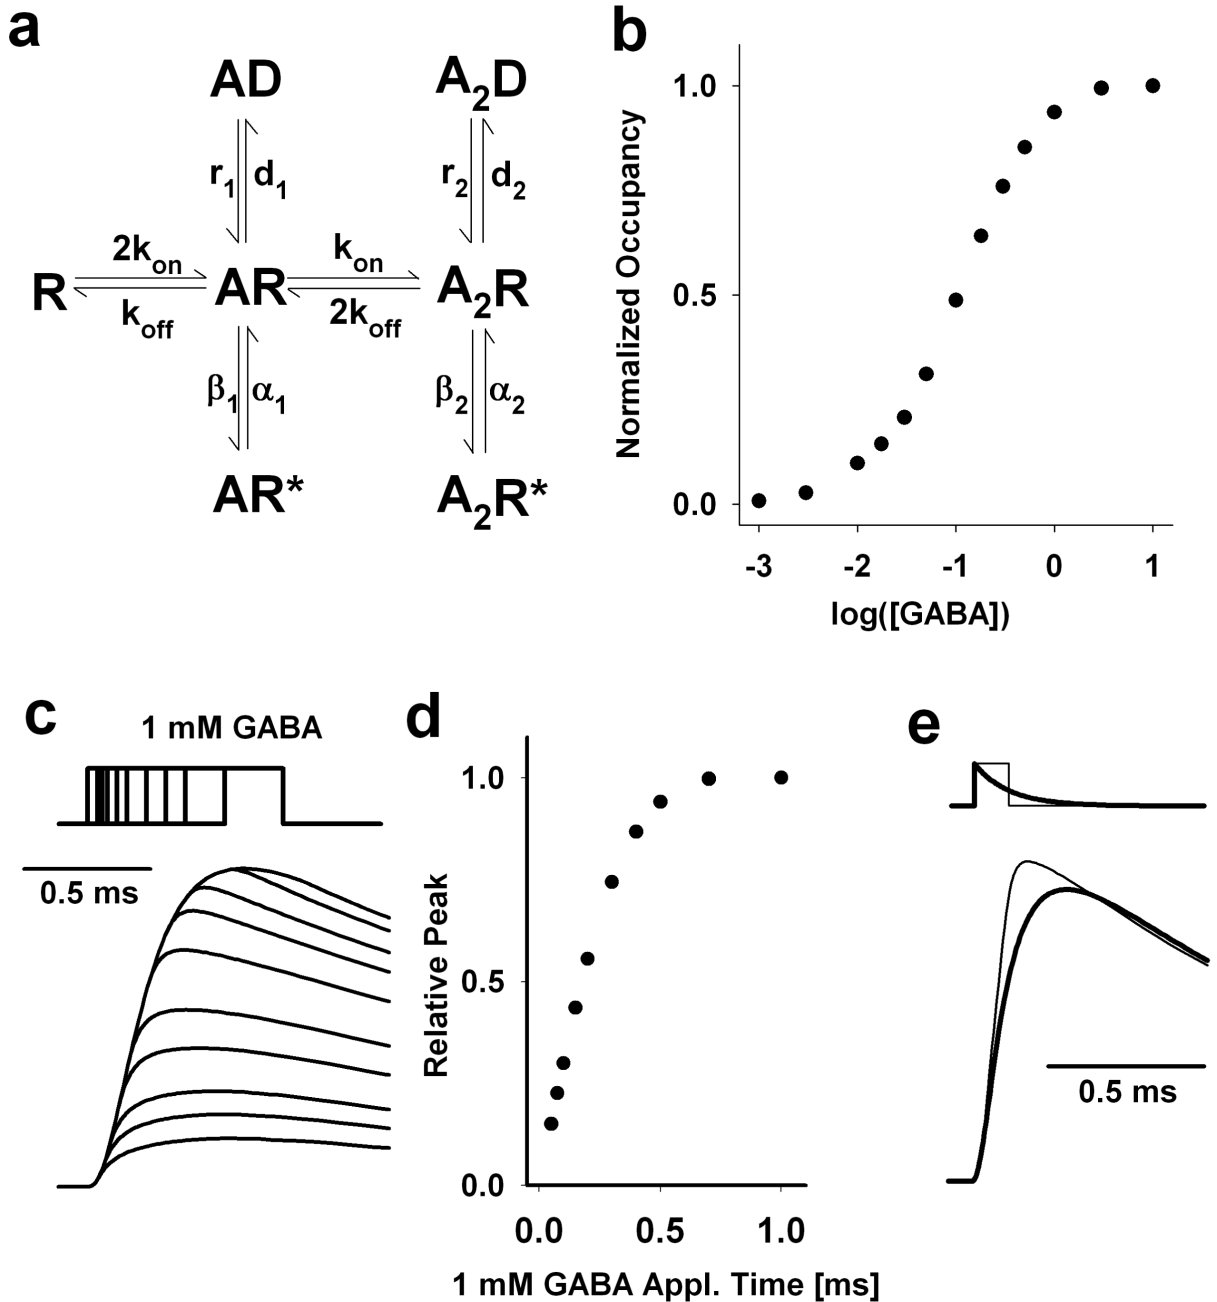 a
AD A₂D
r₁ d₁ r₂ d₂
2kon kon
R AR A₂R
koff 2koff
β₁ α₁ β₂ α₂
AR* A₂R*
b
Normalized Occupancy
1.0
0.5
0.0
-3 -2 -1 0 1
log([GABA])
c
1 mM GABA
0.5 ms
d
Relative Peak
1.0
0.5
0.0
0.0 0.5 1.0
1 mM GABA Appl. Time [ms]
e
0.5 ms